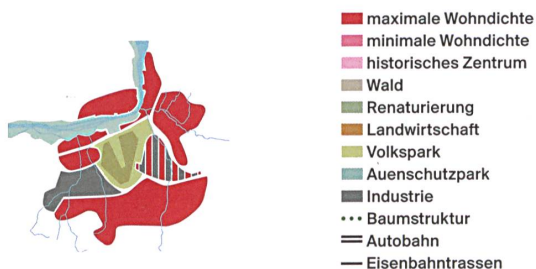 maximale Wohndichte
minimale Wohndichte
historisches Zentrum
Wald
Renaturierung
Landwirtschaft
Volkspark
Auenschutzpark
Industrie
Baumstruktur
Autobahn
Eisenbahntrassen